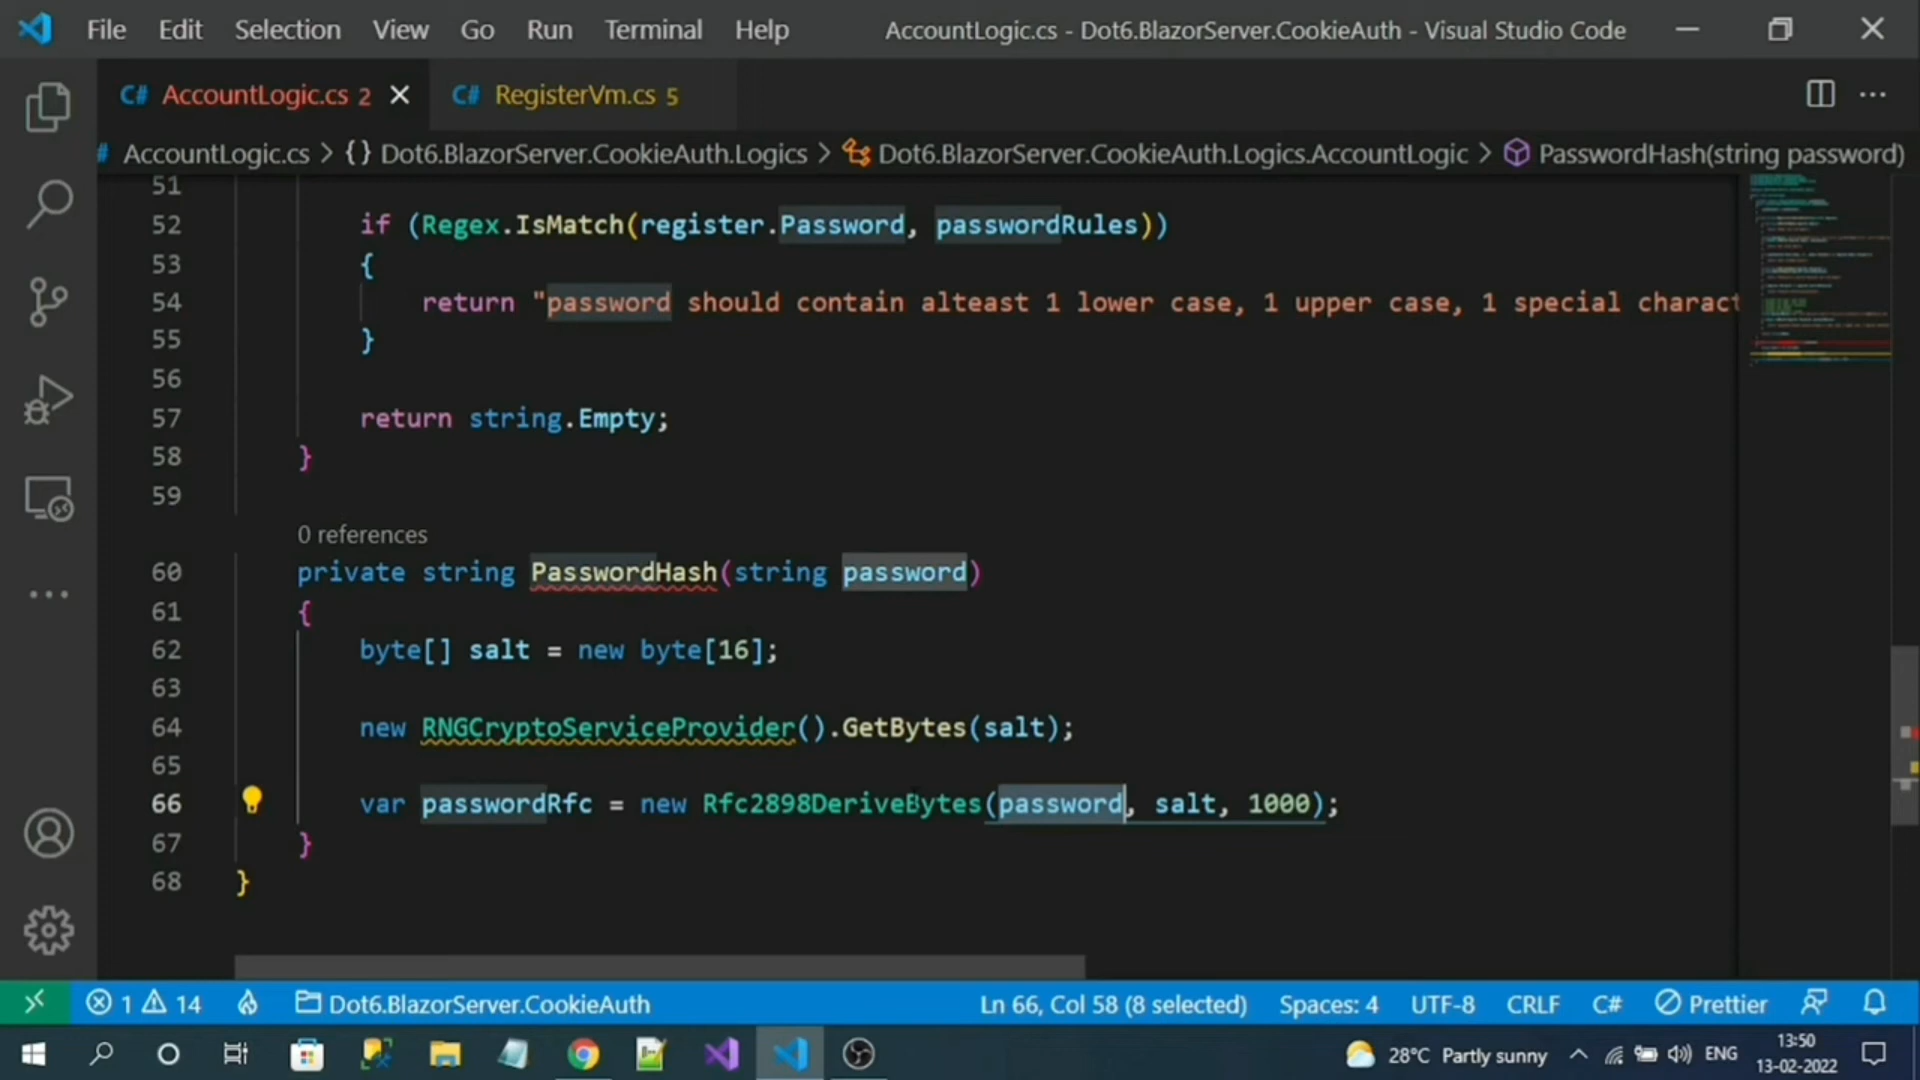 File Edit Selection View Go Run Terminal Help AccountLogic.cs - Dot6.BlazorServer.CookieAuth - Visual Studio Code
C# AccountLogic.cs 2 C# RegisterVm.cs 5
# AccountLogic.cs > {} Dot6.BlazorServer.CookieAuth.Logics > Dot6.BlazorServer.CookieAuth.Logics.AccountLogic > PasswordHash(string password)
51
52 if (Regex.IsMatch(register.Password, passwordRules))
53 {
54 return "password should contain alteast 1 lower case, 1 upper case, 1 special charact
55 }
56
57 return string.Empty;
58 }
59
0 references
60 private string PasswordHash(string password)
61 {
62 byte[] salt = new byte[16];
63
64 new RNGCryptoServiceProvider().GetBytes(salt);
65
66 var passwordRfc = new Rfc2898DeriveBytes(password, salt, 1000);
67 }
68 }
1 14 Dot6.BlazorServer.CookieAuth Ln 66, Col 58 (8 selected) Spaces: 4 UTF-8 CRLF C# Prettier
28°C Partly sunny ENG 13:50
13-02-2022